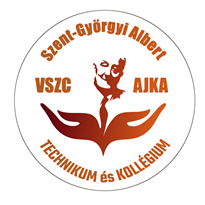 Szent-Györgyi Albert
VSZC AJKA
TECHNIKUM és KOLLÉGIUM